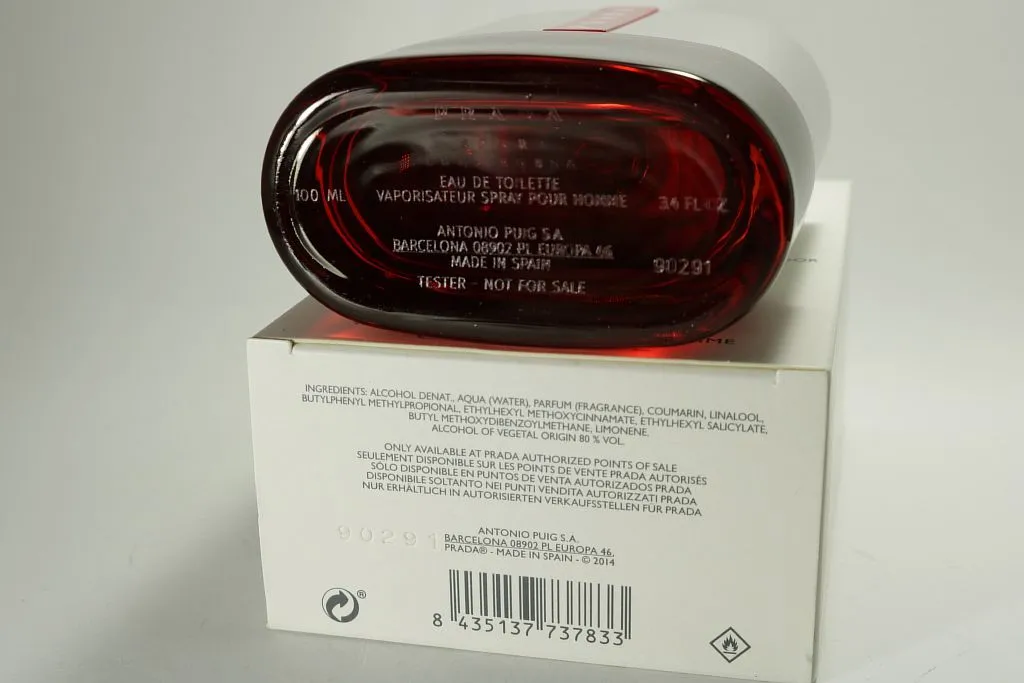 EAU DE TOILETTE
100 ML VAPORISATEUR SPRAY POUR HOMME 3.4 FL OZ
ANTONIO PUIG S.A.
BARCELONA 08902 PL EUROPA 46
MADE IN SPAIN 90291
TESTER - NOT FOR SALE
INGREDIENTS: ALCOHOL DENAT., AQUA (WATER), PARFUM (FRAGRANCE), COUMARIN, LINALOOL,
BUTYLPHENYL METHYLPROPIONAL, ETHYLHEXYL METHOXYCINNAMATE, ETHYLHEXYL SALICYLATE,
BUTYL METHOXYDIBENZOYLMETHANE, LIMONENE.
ALCOHOL OF VEGETAL ORIGIN 80 % VOL.
ONLY AVAILABLE AT PRADA AUTHORIZED POINTS OF SALE
SEULEMENT DISPONIBLE SUR LES POINTS DE VENTE PRADA AUTORISÉS
SÓLO DISPONIBLE EN PUNTOS DE VENTA AUTORIZADOS PRADA
DISPONIBILE SOLTANTO NEI PUNTI VENDITA AUTORIZZATI PRADA
NUR ERHÄLTLICH IN AUTORISIERTEN VERKAUFSSTELLEN FÜR PRADA
90291
ANTONIO PUIG S.A.
BARCELONA 08902 PL EUROPA 46.
PRADA® - MADE IN SPAIN - © 2014
®
8 435137 737833